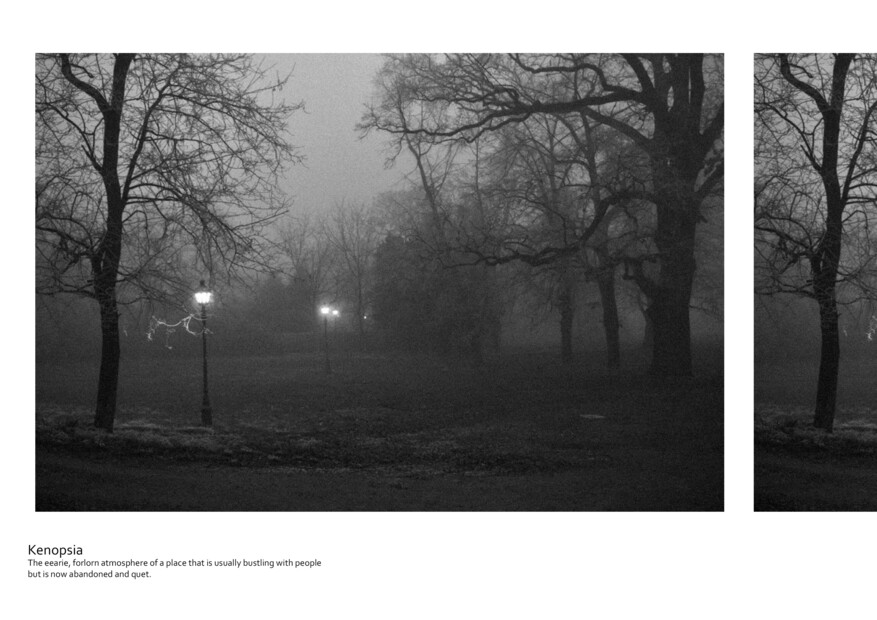 Kenopsia
The eearie, forlorn atmosphere of a place that is usually bustling with people
but is now abandoned and quet.